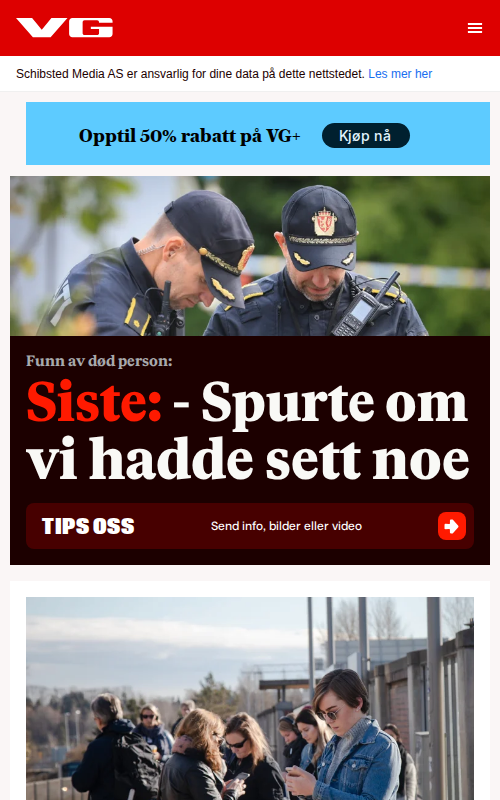 VG
Schibsted Media AS er ansvarlig for dine data på dette nettstedet. Les mer her
Opptil 50% rabatt på VG+
Kjøp nå
Funn av død person:
Siste: - Spurte om
vi hadde sett noe
TIPS OSS
Send info, bilder eller video